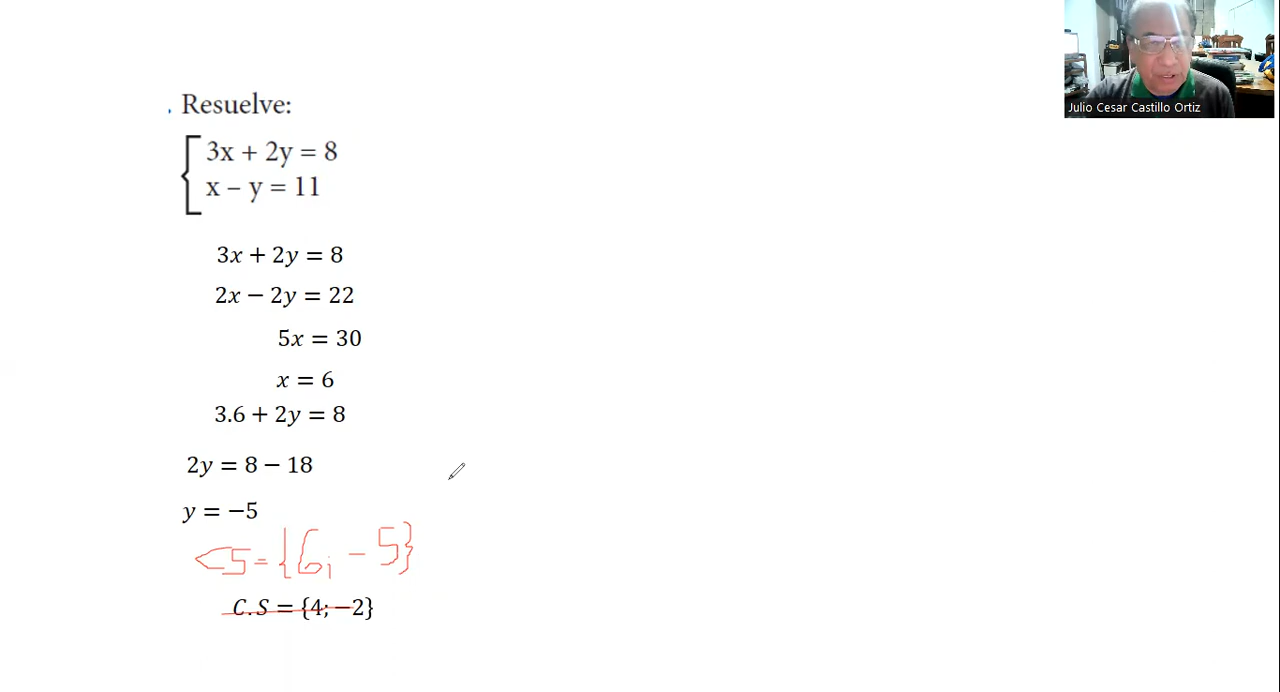 Julio Cesar Castillo Ortiz
. Resuelve:
3x + 2y = 8
x – y = 11
3x + 2y = 8
2x − 2y = 22
5x = 30
x = 6
3.6 + 2y = 8
2y = 8 − 18
y = −5
CS = {6; − 5}
C.S = {4; −2}